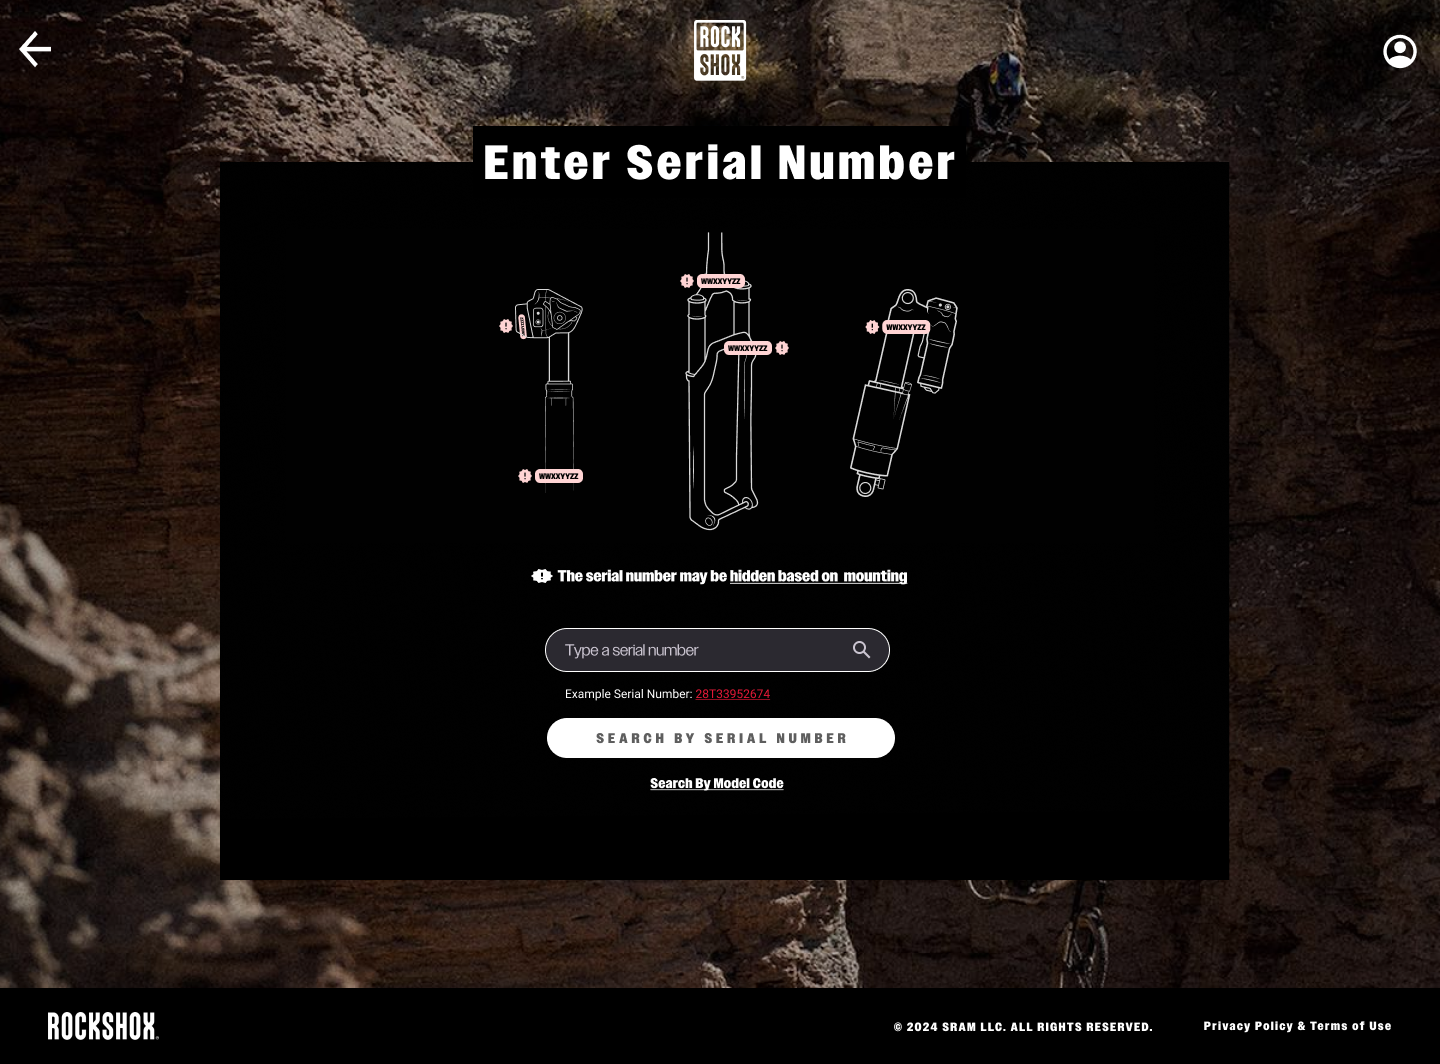 ROCK
SHOX
Enter Serial Number
WWXXYYZZ
WWXXYYZZ
WWXXYYZZ
WWXXYYZZ
The serial number may be hidden based on mounting
Type a serial number
Example Serial Number: 28T33952674
SEARCH BY SERIAL NUMBER
Search By Model Code
ROCKSHOX
© 2024 SRAM LLC. ALL RIGHTS RESERVED.
Privacy Policy & Terms of Use